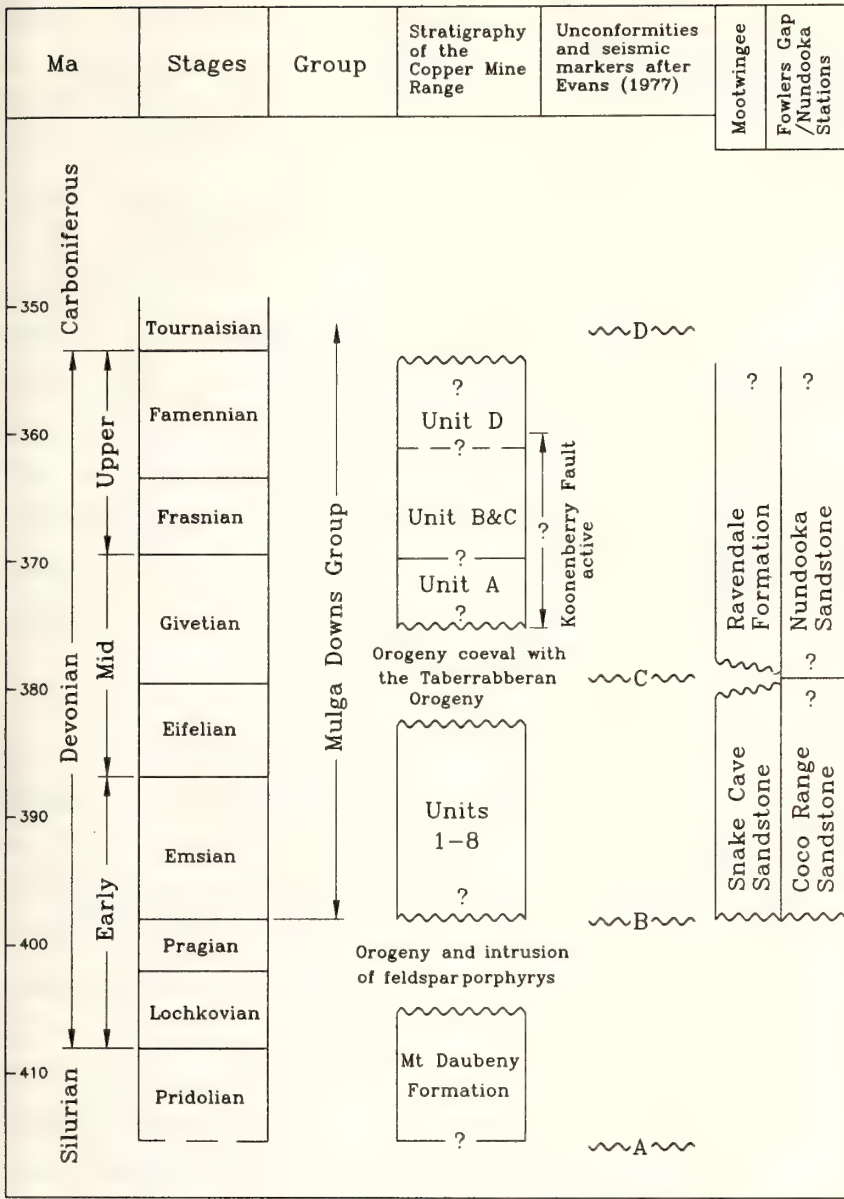 Ma
Stages
Group
Stratigraphy
of the
Copper Mine
Range
Unconformities
and seismic
markers after
Evans (1977)
Mootwingee
Fowlers Gap
/Nundooka
Stations
350
360
370
380
390
400
410
Carboniferous
Devonian
Silurian
Upper
Mid
Early
Tournaisian
Famennian
Frasnian
Givetian
Eifelian
Emsian
Pragian
Lochkovian
Pridolian
Mulga Downs Group
?
Unit D
?
Unit B&C
?
Unit A
?
Orogeny coeval with
the Taberrabberan
Orogeny
Units
1-8
?
Orogeny and intrusion
of feldspar porphyrys
Mt Daubeny
Formation
?
?
Koonenberry Fault
active
D
C
B
A
?
Ravendale
Formation
Snake Cave
Sandstone
?
Nundooka
Sandstone
?
?
Coco Range
Sandstone